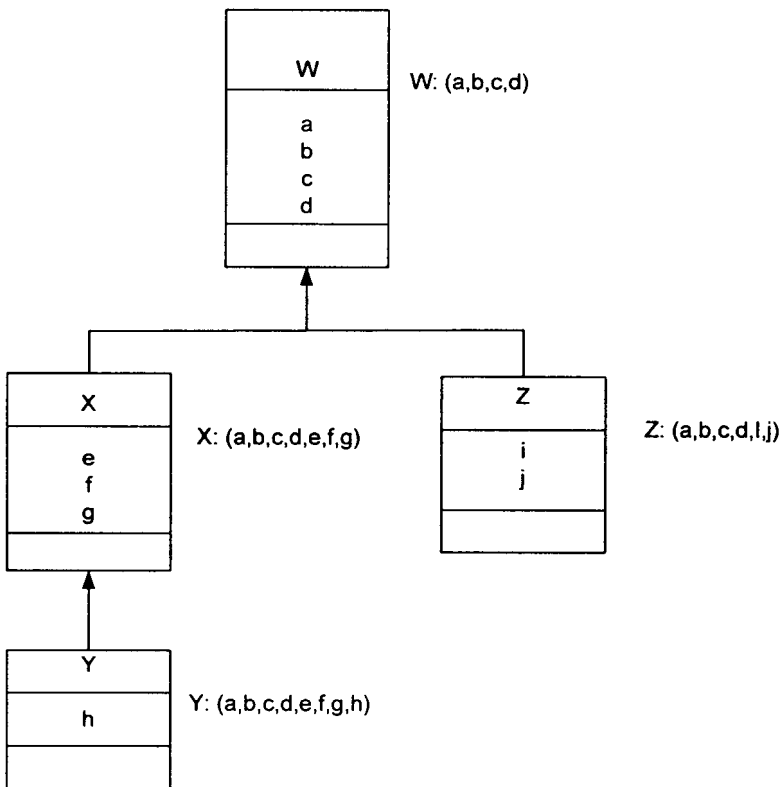 W
W: (a,b,c,d)
a
b
c
d
X
X: (a,b,c,d,e,f,g)
e
f
g
Z
Z: (a,b,c,d,I,j)
i
j
Y
Y: (a,b,c,d,e,f,g,h)
h